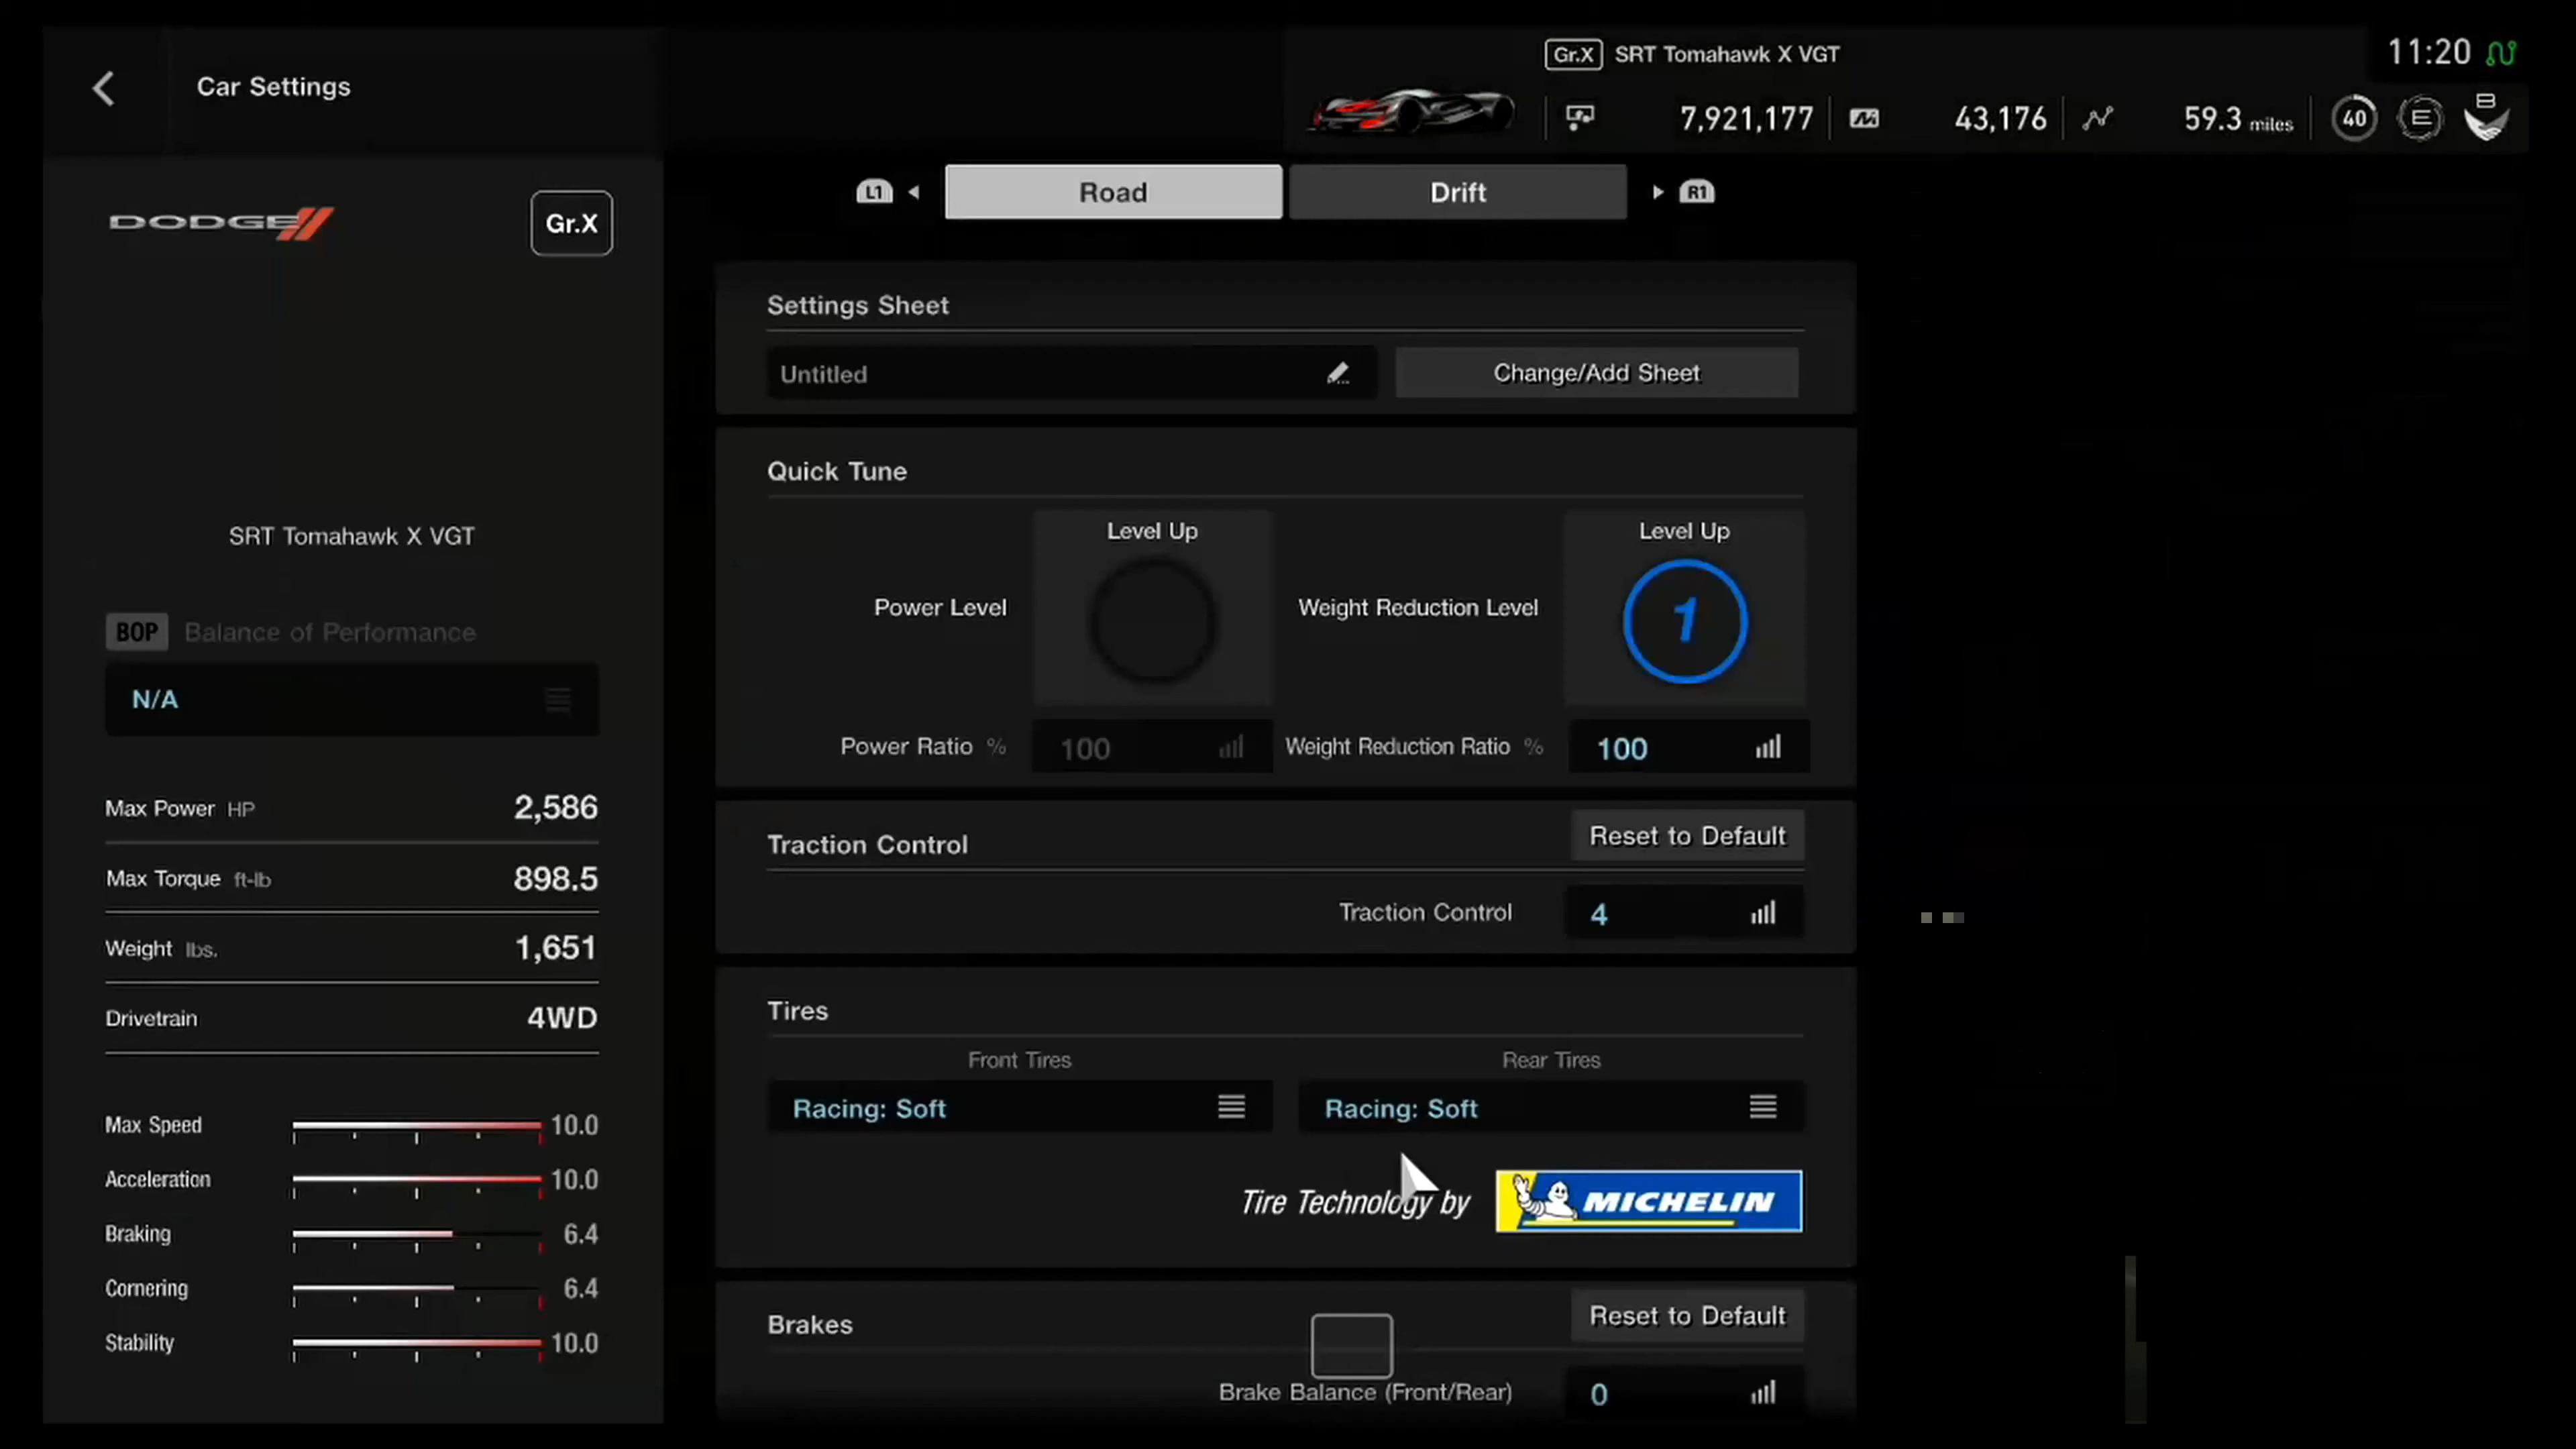 Car Settings
Gr.X SRT Tomahawk X VGT
11:20
7,921,177
43,176
59.3 miles
40
E
B
DODGE
Gr.X
SRT Tomahawk X VGT
BOP Balance of Performance
N/A
Max Power HP 2,586
Max Torque ft-lb 898.5
Weight lbs. 1,651
Drivetrain 4WD
Max Speed 10.0
Acceleration 10.0
Braking 6.4
Cornering 6.4
Stability 10.0
L1 Road Drift R1
Settings Sheet
Untitled Change/Add Sheet
Quick Tune
Level Up Level Up
Power Level Weight Reduction Level 1
Power Ratio % 100 Weight Reduction Ratio % 100
Traction Control Reset to Default
Traction Control 4
Tires
Front Tires Rear Tires
Racing: Soft Racing: Soft
Tire Technology by MICHELIN
Brakes Reset to Default
Brake Balance (Front/Rear) 0